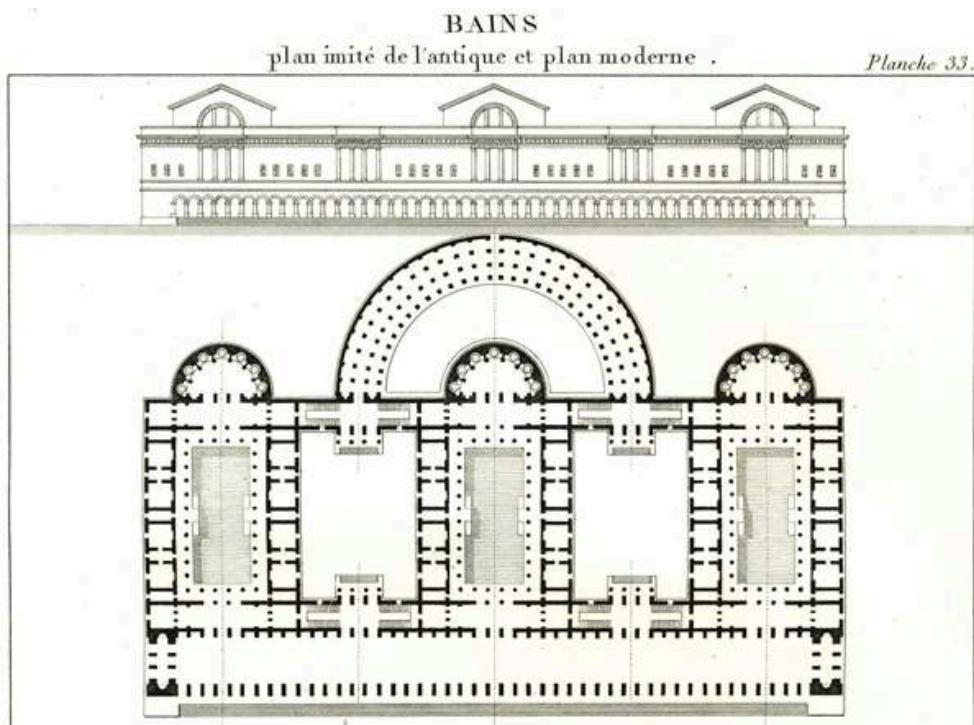 BAINS
plan imité de l'antique et plan moderne .
Planche 33.